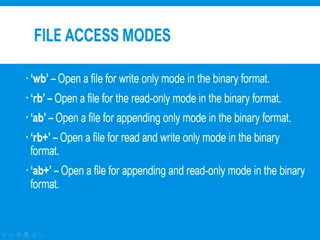 FILE ACCESS MODES
· ‘wb’ – Open a file for write only mode in the binary format.
· ‘rb’ – Open a file for the read-only mode in the binary format.
· ‘ab’ – Open a file for appending only mode in the binary format.
· ‘rb+’ – Open a file for read and write only mode in the binary
format.
· ‘ab+’ – Open a file for appending and read-only mode in the binary
format.